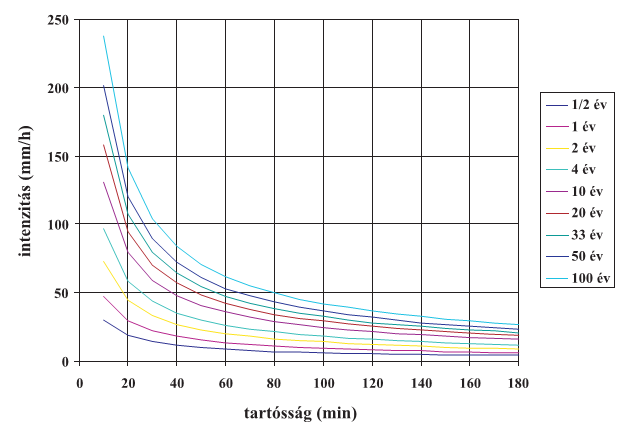 250
200
150
100
50
0
intenzitás (mm/h)
0 20 40 60 80 100 120 140 160 180
tartósság (min)
1/2 év
1 év
2 év
4 év
10 év
20 év
33 év
50 év
100 év